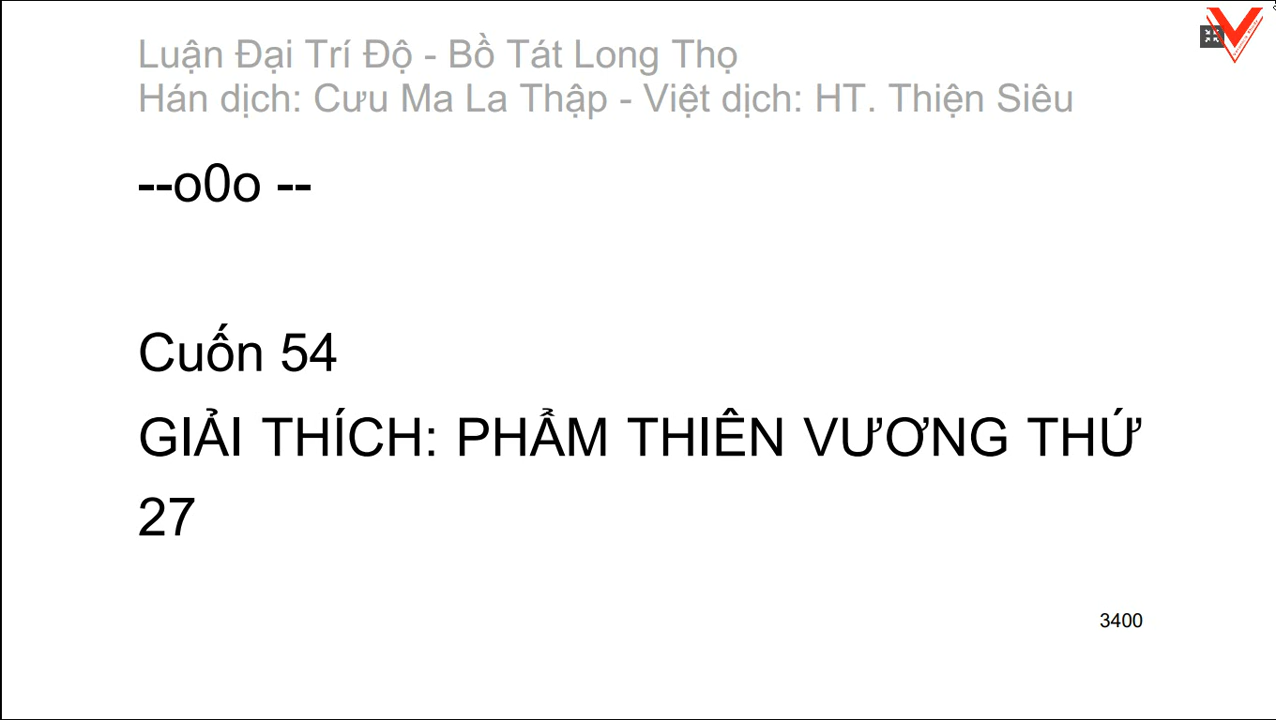 Luận Đại Trí Độ - Bồ Tát Long Thọ
Hán dịch: Cưu Ma La Thập - Việt dịch: HT. Thiện Siêu
--o0o --
Cuốn 54
GIẢI THÍCH: PHẨM THIÊN VƯƠNG THỨ
27
3400